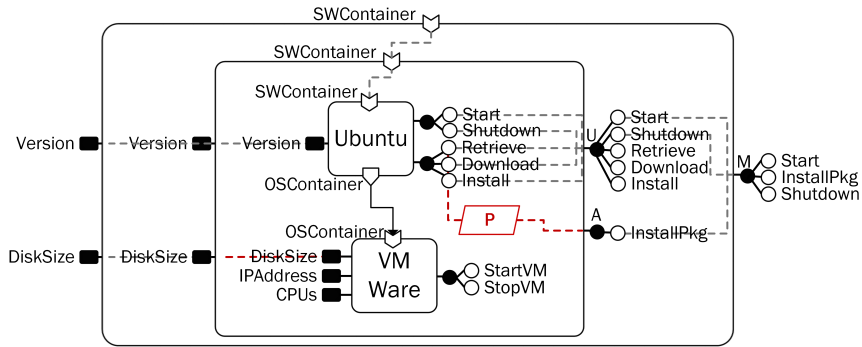 SWContainer
SWContainer
SWContainer
Version
Version
Version
Ubuntu
Start
Shutdown
Retrieve
Download
Install
U
Start
Shutdown
Retrieve
Download
Install
M
Start
InstallPkg
Shutdown
OSContainer
P
A
InstallPkg
OSContainer
DiskSize
DiskSize
DiskSize
IPAddress
CPUs
VM
Ware
StartVM
StopVM